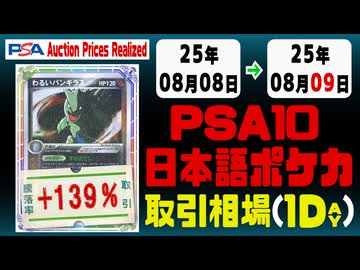 PSA Auction Prices Realized
25年
08月08日
25年
08月09日
わるいバンギラス HP120
騰落率
+139%
取引
PSA10
日本語ポケカ
取引相場(1D)